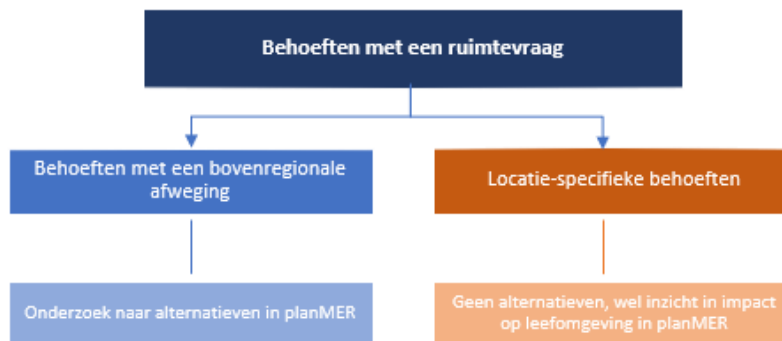 Behoeften met een ruimtevraag
Behoeften met een bovenregionale
afweging
Locatie-specifieke behoeften
Onderzoek naar alternatieven in planMER
Geen alternatieven, wel inzicht in impact
op leefomgeving in planMER